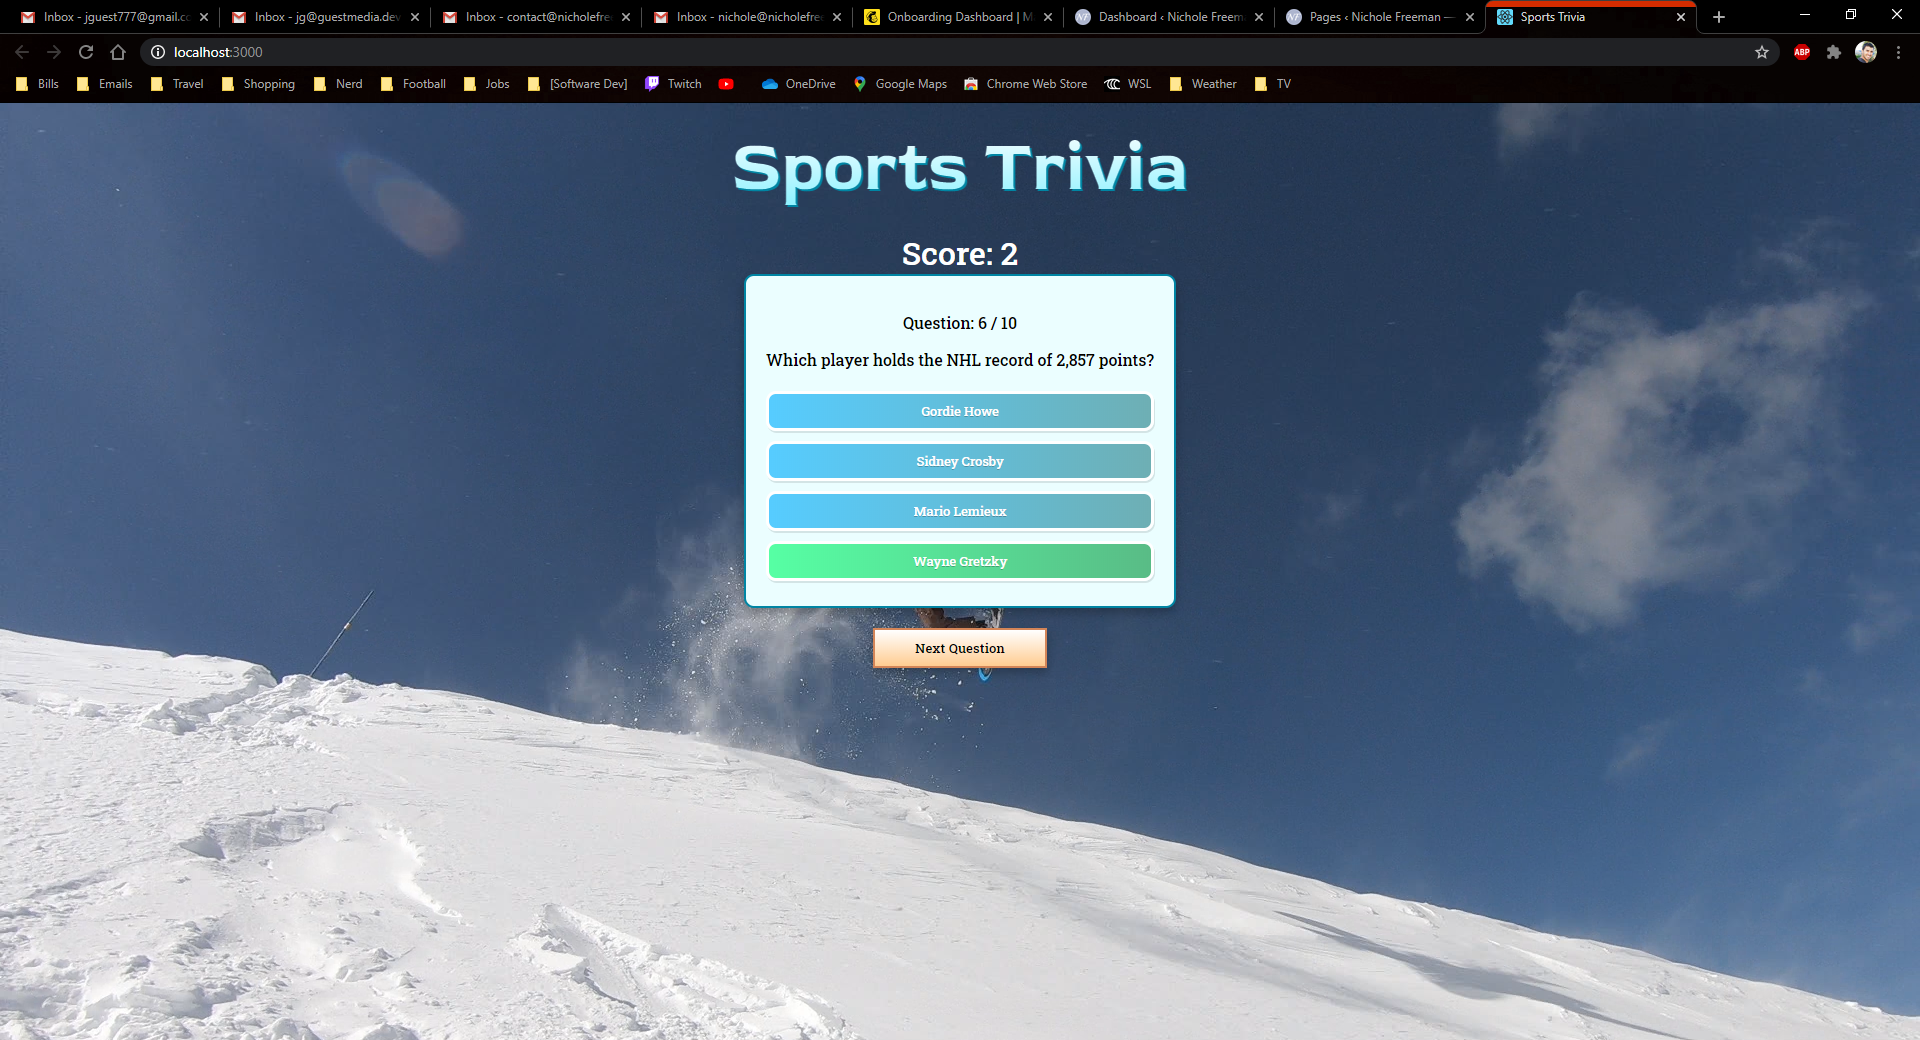 Inbox - jguest777@gmail.c
Inbox - jg@guestmedia.dev
Inbox - contact@nicholefre
Inbox - nichole@nicholefree
Onboarding Dashboard | M
Dashboard ‹ Nichole Freem
Pages ‹ Nichole Freeman —
Sports Trivia
localhost:3000
ABP
Bills
Emails
Travel
Shopping
Nerd
Football
Jobs
[Software Dev]
Twitch
OneDrive
Google Maps
Chrome Web Store
WSL
Weather
TV
Sports Trivia
Score: 2
Question: 6 / 10
Which player holds the NHL record of 2,857 points?
Gordie Howe
Sidney Crosby
Mario Lemieux
Wayne Gretzky
Next Question